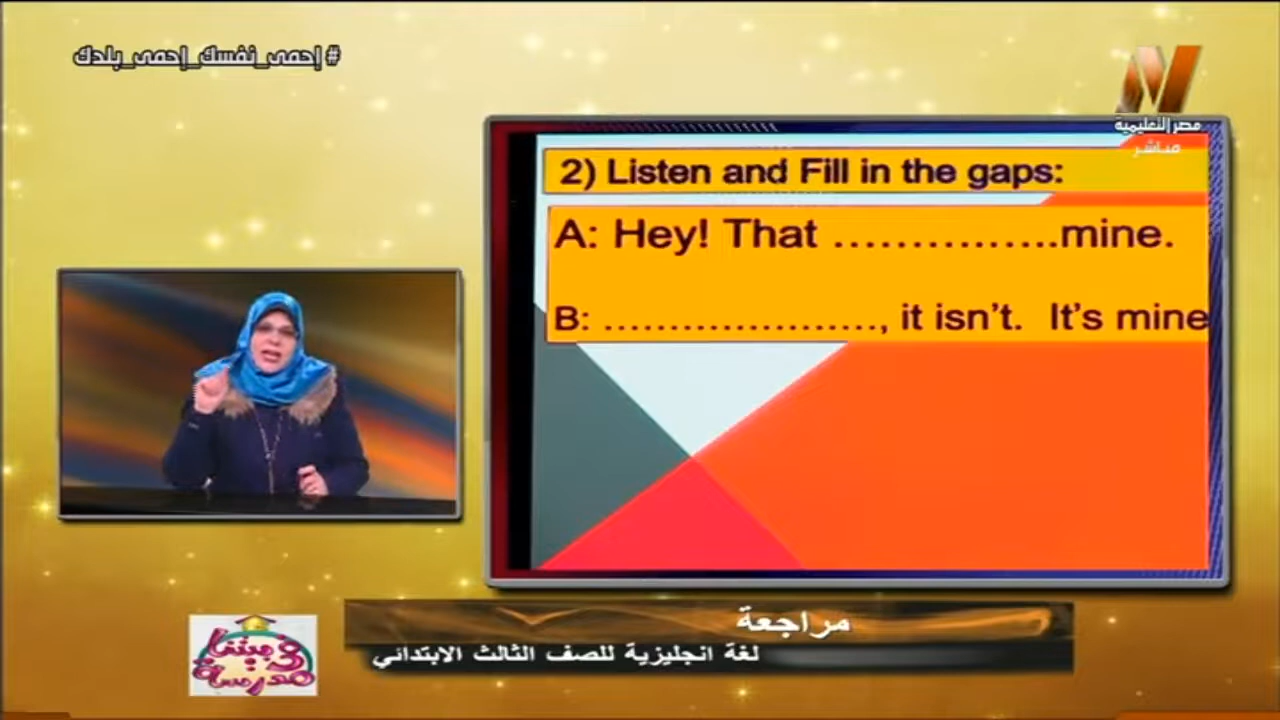 #إحمى_نفسك_إحمى_بلدك
مصر التعليمية
مباشر
2) Listen and Fill in the gaps:
A: Hey! That ………………..mine.
B: …………………, it isn't. It's mine
مراجعة
لغة انجليزية للصف الثالث الابتدائي
في بيتنا
مدرسة